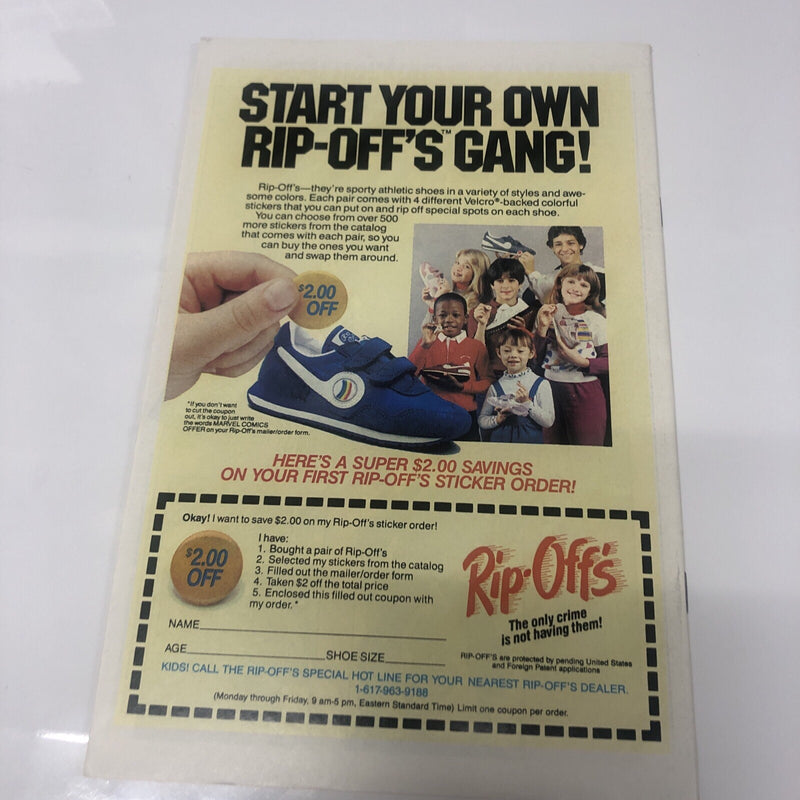 START YOUR OWN
RIP-OFF'S™ GANG!
Rip-Off's—they're sporty athletic shoes in a variety of styles and awe-
some colors. Each pair comes with 4 different Velcro®-backed colorful
stickers that you can put on and rip off special spots on each shoe.
You can choose from over 500
more stickers from the catalog
that comes with each pair, so you
can buy the ones you want
and swap them around.
$2.00
OFF
*If you don't want
to cut the coupon
out, it's okay to just write
the words MARVEL COMICS
OFFER on your Rip-Off's mailer/order form.
HERE'S A SUPER $2.00 SAVINGS
ON YOUR FIRST RIP-OFF'S STICKER ORDER!
Okay! I want to save $2.00 on my Rip-Off's sticker order!
$2.00
OFF
I have:
1. Bought a pair of Rip-Off's
2. Selected my stickers from the catalog
3. Filled out the mailer/order form
4. Taken $2 off the total price
5. Enclosed this filled out coupon with
my order.*
Rip-Off's
The only crime
is not having them!
NAME
AGE SHOE SIZE
RIP-OFF'S are protected by pending United States
and Foreign Patent applications
KIDS! CALL THE RIP-OFF'S SPECIAL HOT LINE FOR YOUR NEAREST RIP-OFF'S DEALER.
1-617-963-9188
(Monday through Friday, 9 am-5 pm, Eastern Standard Time) Limit one coupon per order.